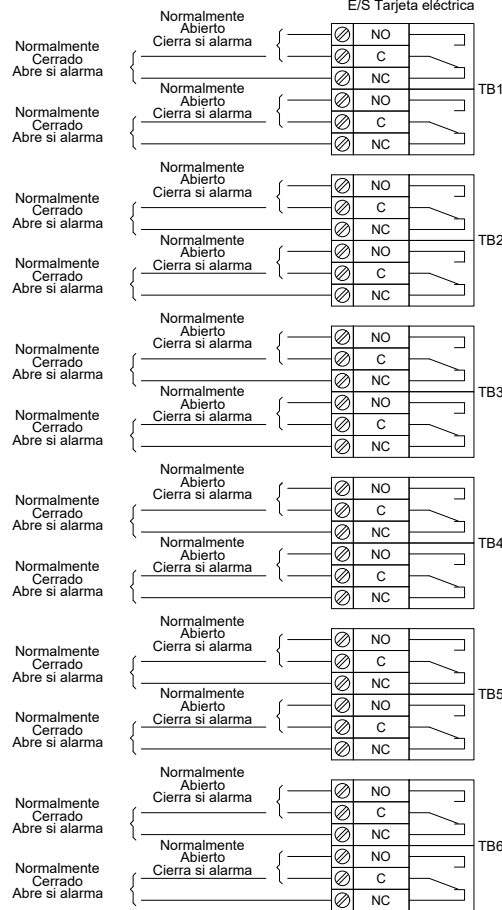 E/S Tarjeta eléctrica
Normalmente
Abierto
Cierra si alarma
Normalmente
Cerrado
Abre si alarma
NO
C
NC
Normalmente
Abierto
Cierra si alarma
Normalmente
Cerrado
Abre si alarma
NO
C
NC
TB1
Normalmente
Abierto
Cierra si alarma
Normalmente
Cerrado
Abre si alarma
NO
C
NC
Normalmente
Abierto
Cierra si alarma
Normalmente
Cerrado
Abre si alarma
NO
C
NC
TB2
Normalmente
Abierto
Cierra si alarma
Normalmente
Cerrado
Abre si alarma
NO
C
NC
Normalmente
Abierto
Cierra si alarma
Normalmente
Cerrado
Abre si alarma
NO
C
NC
TB3
Normalmente
Abierto
Cierra si alarma
Normalmente
Cerrado
Abre si alarma
NO
C
NC
Normalmente
Abierto
Cierra si alarma
Normalmente
Cerrado
Abre si alarma
NO
C
NC
TB4
Normalmente
Abierto
Cierra si alarma
Normalmente
Cerrado
Abre si alarma
NO
C
NC
Normalmente
Abierto
Cierra si alarma
Normalmente
Cerrado
Abre si alarma
NO
C
NC
TB5
Normalmente
Abierto
Cierra si alarma
Normalmente
Cerrado
Abre si alarma
NO
C
NC
Normalmente
Abierto
Cierra si alarma
Normalmente
Cerrado
Abre si alarma
NO
C
NC
TB6